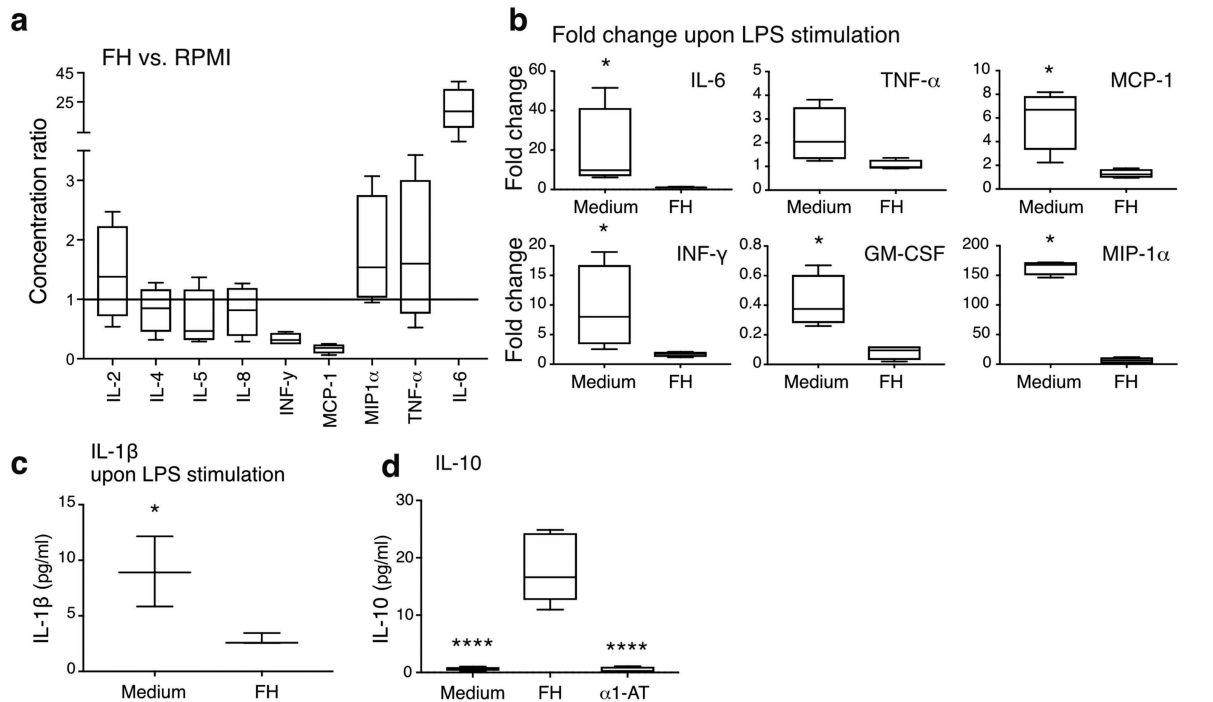 a
FH vs. RPMI
Concentration ratio
45
25
3
2
1
0
IL-2
IL-4
IL-5
IL-8
INF-y
MCP-1
MIP1α
TNF-α
IL-6
b
Fold change upon LPS stimulation
Fold change
60
40
20
0
*
IL-6
Medium
FH
5
4
3
2
1
0
TNF-α
Medium
FH
10
8
6
4
2
0
*
MCP-1
Medium
FH
Fold change
20
15
10
5
0
*
INF-γ
Medium
FH
0.8
0.6
0.4
0.2
0
*
GM-CSF
Medium
FH
200
150
100
50
0
*
MIP-1α
Medium
FH
c
IL-1β
upon LPS stimulation
IL-1β (pg/ml)
15
10
5
0
*
Medium
FH
d
IL-10
IL-10 (pg/ml)
30
20
10
0
****
****
Medium
FH
α1-AT